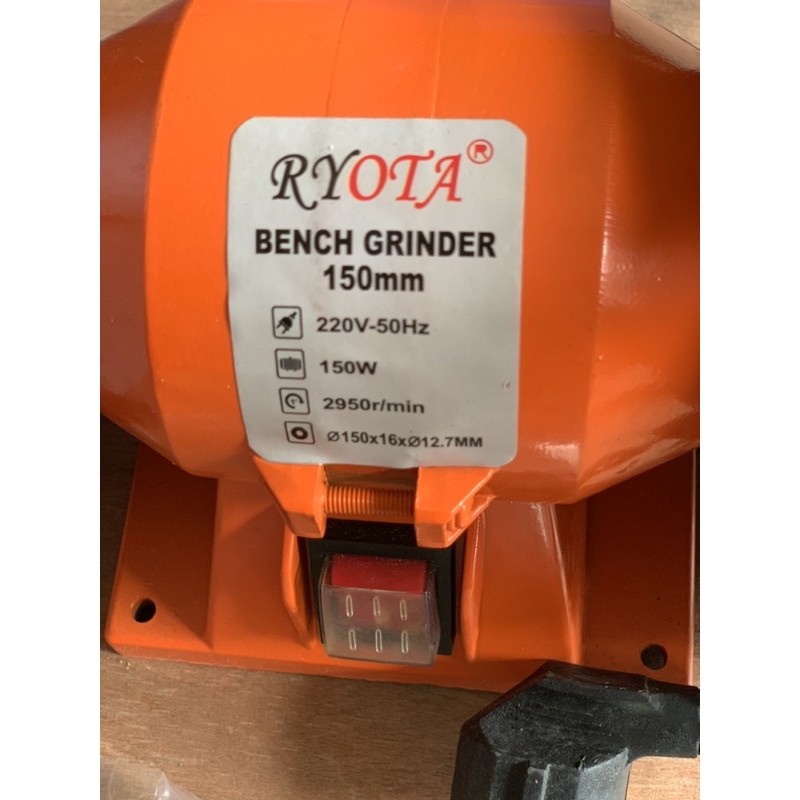 RYOTA®
BENCH GRINDER
150mm
220V-50Hz
150W
2950r/min
Ø150x16xØ12.7MM